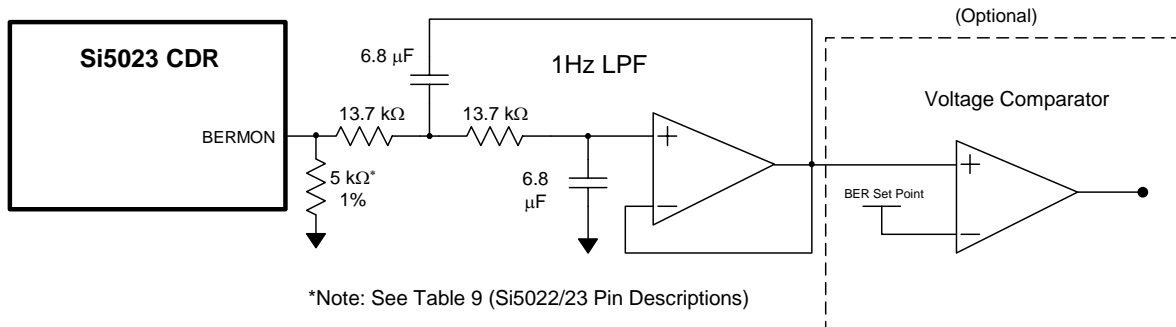 (Optional)
Si5023 CDR
6.8 μF
1Hz LPF
Voltage Comparator
13.7 kΩ
13.7 kΩ
BERMON
+
+
5 kΩ*
1%
6.8
μF
BER Set Point
−
−
*Note: See Table 9 (Si5022/23 Pin Descriptions)